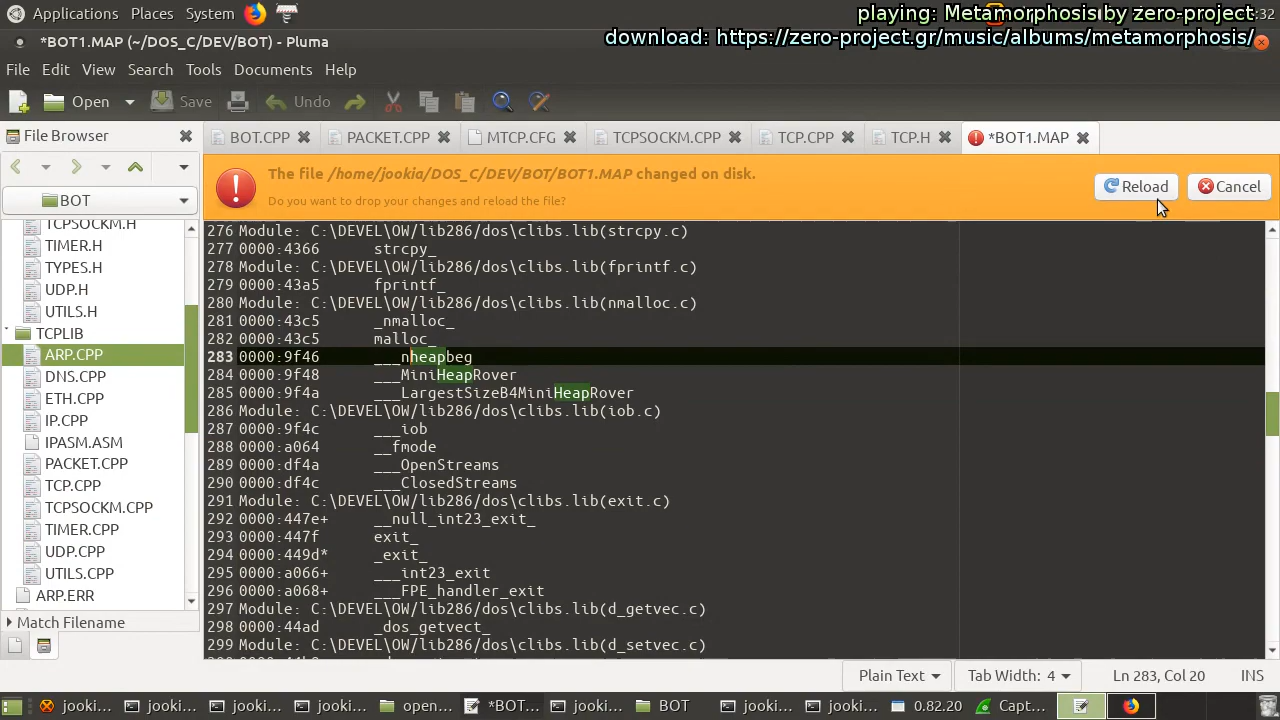 Applications Places System :32
playing: Metamorphosis by zero-project
download: https://zero-project.gr/music/albums/metamorphosis/
*BOT1.MAP (~/DOS_C/DEV/BOT) - Pluma
File Edit View Search Tools Documents Help
Open Save Undo
File Browser
BOT.CPP PACKET.CPP MTCP.CFG TCPSOCKM.CPP TCP.CPP TCP.H *BOT1.MAP
The file /home/jookia/DOS_C/DEV/BOT/BOT1.MAP changed on disk.
Do you want to drop your changes and reload the file?
Reload Cancel
BOT
TCPSOCKM.H
TIMER.H
TYPES.H
UDP.H
UTILS.H
TCPLIB
ARP.CPP
DNS.CPP
ETH.CPP
IP.CPP
IPASM.ASM
PACKET.CPP
TCP.CPP
TCPSOCKM.CPP
TIMER.CPP
UDP.CPP
UTILS.CPP
ARP.ERR
Match Filename
276 Module: C:\DEVEL\OW/lib286/dos\clibs.lib(strcpy.c)
277 0000:4366 strcpy_
278 Module: C:\DEVEL\OW/lib286/dos\clibs.lib(fprintf.c)
279 0000:43a5 fprintf_
280 Module: C:\DEVEL\OW/lib286/dos\clibs.lib(nmalloc.c)
281 0000:43c5 _nmalloc_
282 0000:43c5 malloc_
283 0000:9f46 ___nheapbeg
284 0000:9f48 ___MiniHeapRover
285 0000:9f4a ___LargestSizeB4MiniHeapRover
286 Module: C:\DEVEL\OW/lib286/dos\clibs.lib(iob.c)
287 0000:9f4c ___iob
288 0000:a064 __fmode
289 0000:df4a ___OpenStreams
290 0000:df4c ___ClosedStreams
291 Module: C:\DEVEL\OW/lib286/dos\clibs.lib(exit.c)
292 0000:447e+ __null_int23_exit_
293 0000:447f exit_
294 0000:449d* _exit_
295 0000:a066+ ___int23_exit
296 0000:a068+ ___FPE_handler_exit
297 Module: C:\DEVEL\OW/lib286/dos\clibs.lib(d_getvec.c)
298 0000:44ad _dos_getvect_
299 Module: C:\DEVEL\OW/lib286/dos\clibs.lib(d_setvec.c)
Plain Text Tab Width: 4 Ln 283, Col 20 INS
jooki... jooki... jooki... jooki... open... *BOT... jooki... BOT jooki... jooki... 0.82.20 Capt...